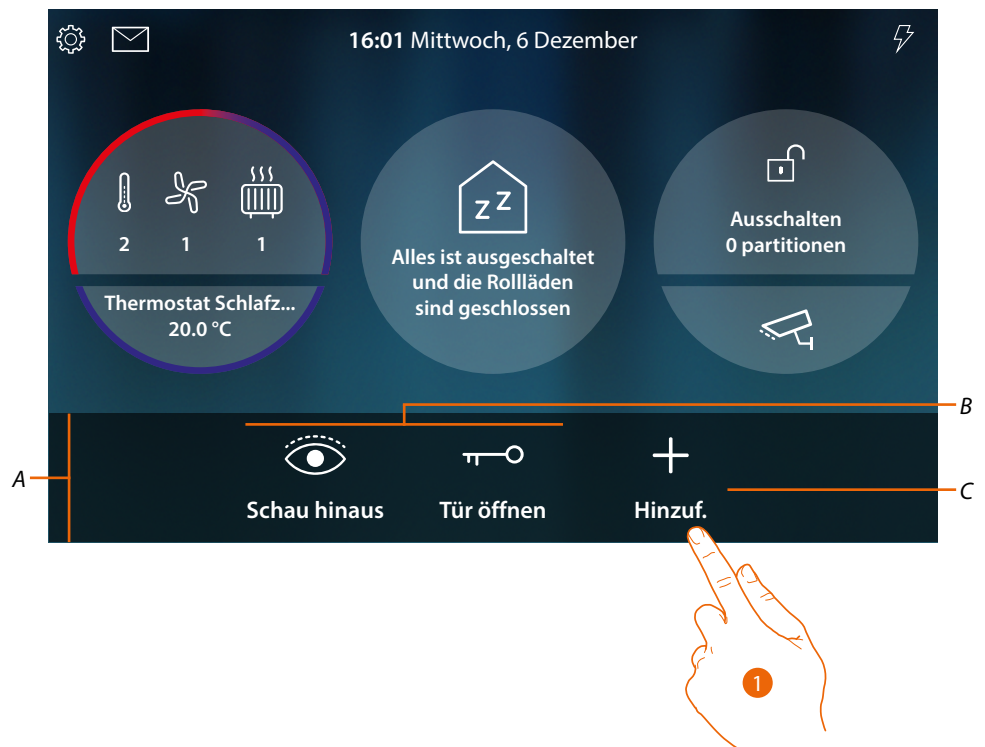 16:01 Mittwoch, 6 Dezember
2 1 1
Thermostat Schlafz...
20.0 °C
z Z
Alles ist ausgeschaltet
und die Rollläden
sind geschlossen
Ausschalten
0 partitionen
B
A
C
Schau hinaus
Tür öffnen
Hinzuf.
1